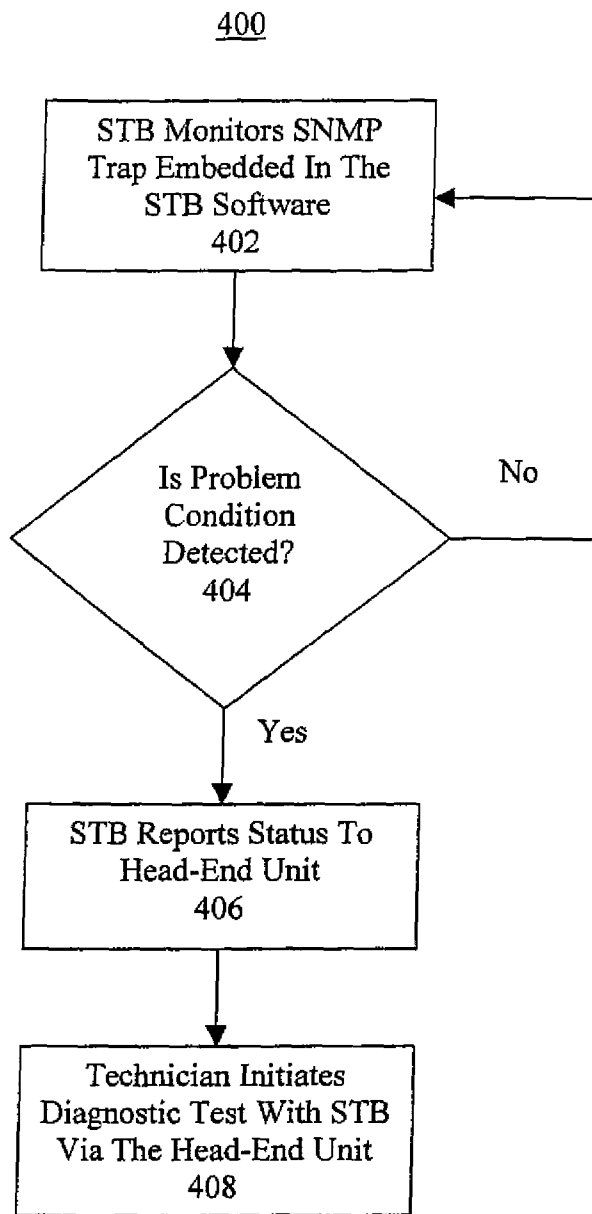 400
STB Monitors SNMP
Trap Embedded In The
STB Software
402
Is Problem
Condition
Detected?
404
No
Yes
STB Reports Status To
Head-End Unit
406
Technician Initiates
Diagnostic Test With STB
Via The Head-End Unit
408